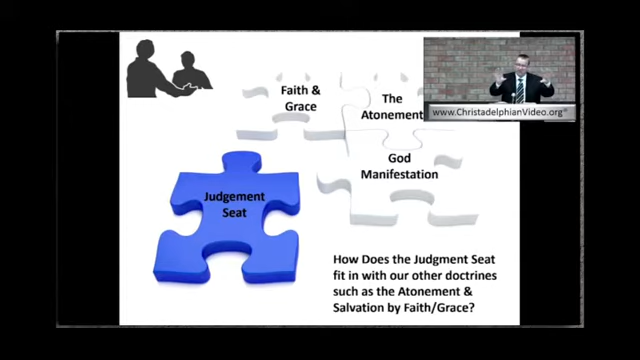 Faith &
Grace
The
Atonement
www.ChristadelphianVideo.org
God
Manifestation
Judgement
Seat
How Does the Judgment Seat
fit in with our other doctrines
such as the Atonement &
Salvation by Faith/Grace?